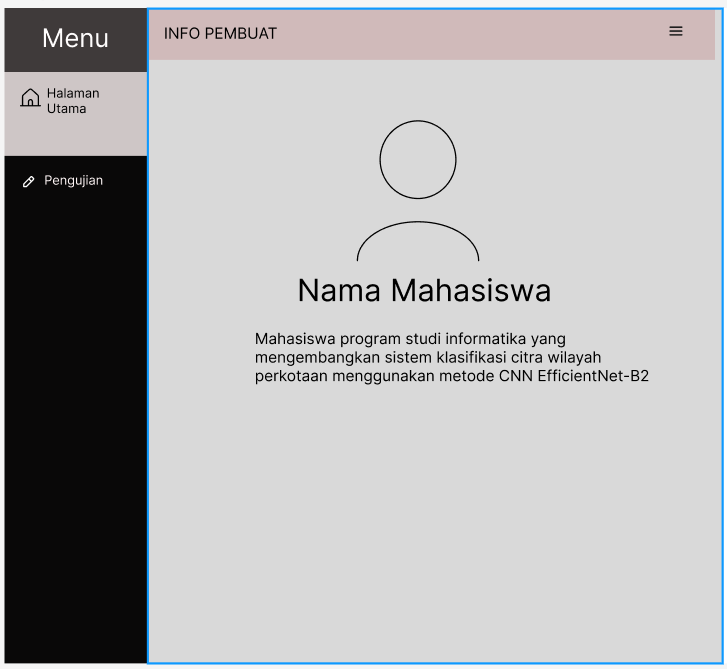 Menu
Halaman
Utama
Pengujian
INFO PEMBUAT
Nama Mahasiswa
Mahasiswa program studi informatika yang
mengembangkan sistem klasifikasi citra wilayah
perkotaan menggunakan metode CNN EfficientNet-B2